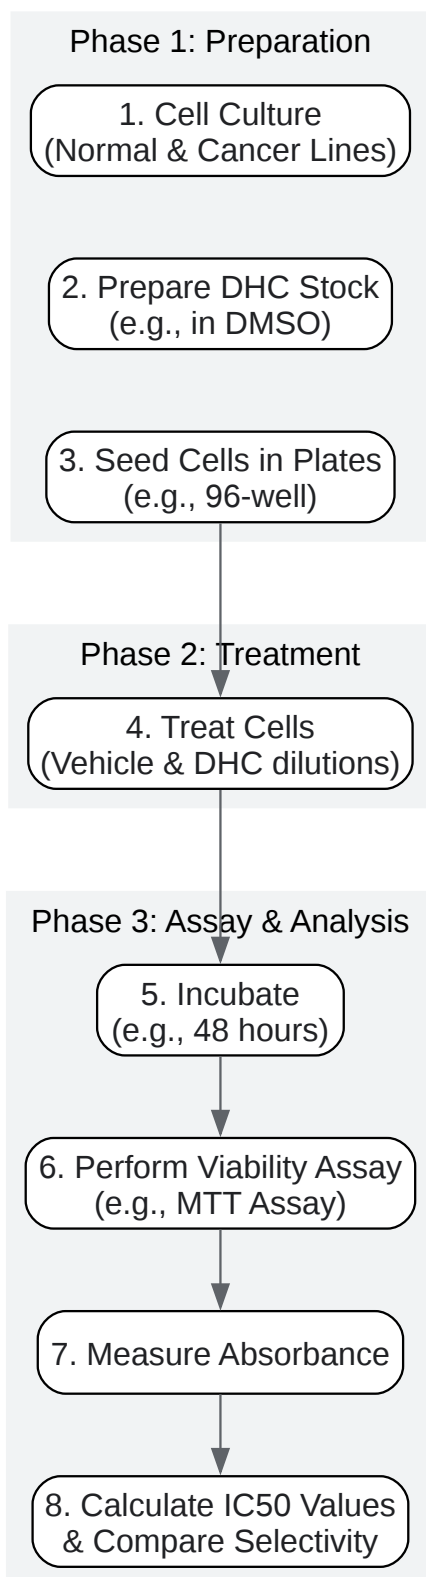 Phase 1: Preparation
1. Cell Culture
(Normal & Cancer Lines)
2. Prepare DHC Stock
(e.g., in DMSO)
3. Seed Cells in Plates
(e.g., 96-well)
Phase 2: Treatment
4. Treat Cells
(Vehicle & DHC dilutions)
Phase 3: Assay & Analysis
5. Incubate
(e.g., 48 hours)
6. Perform Viability Assay
(e.g., MTT Assay)
7. Measure Absorbance
8. Calculate IC50 Values
& Compare Selectivity